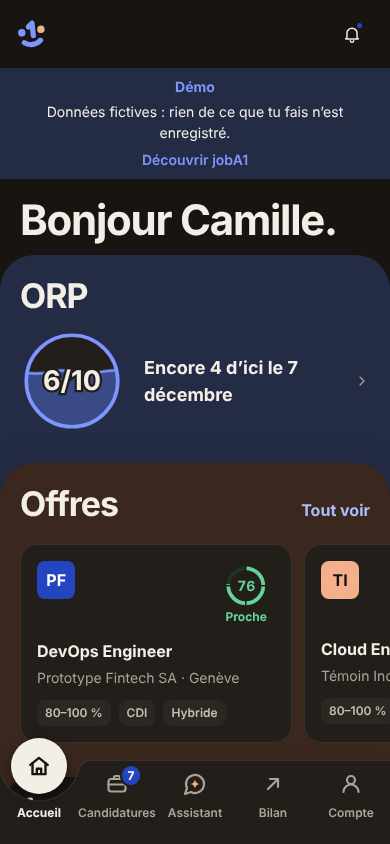 Démo
Données fictives : rien de ce que tu fais n’est
enregistré.
Découvrir jobA1
Bonjour Camille.
ORP
6/10
Encore 4 d’ici le 7
décembre
Offres
Tout voir
PF
76
Proche
DevOps Engineer
Prototype Fintech SA · Genève
80–100 %
CDI
Hybride
TI
Cloud En
Témoin Ind
80–100 %
7
Accueil
Candidatures
Assistant
Bilan
Compte